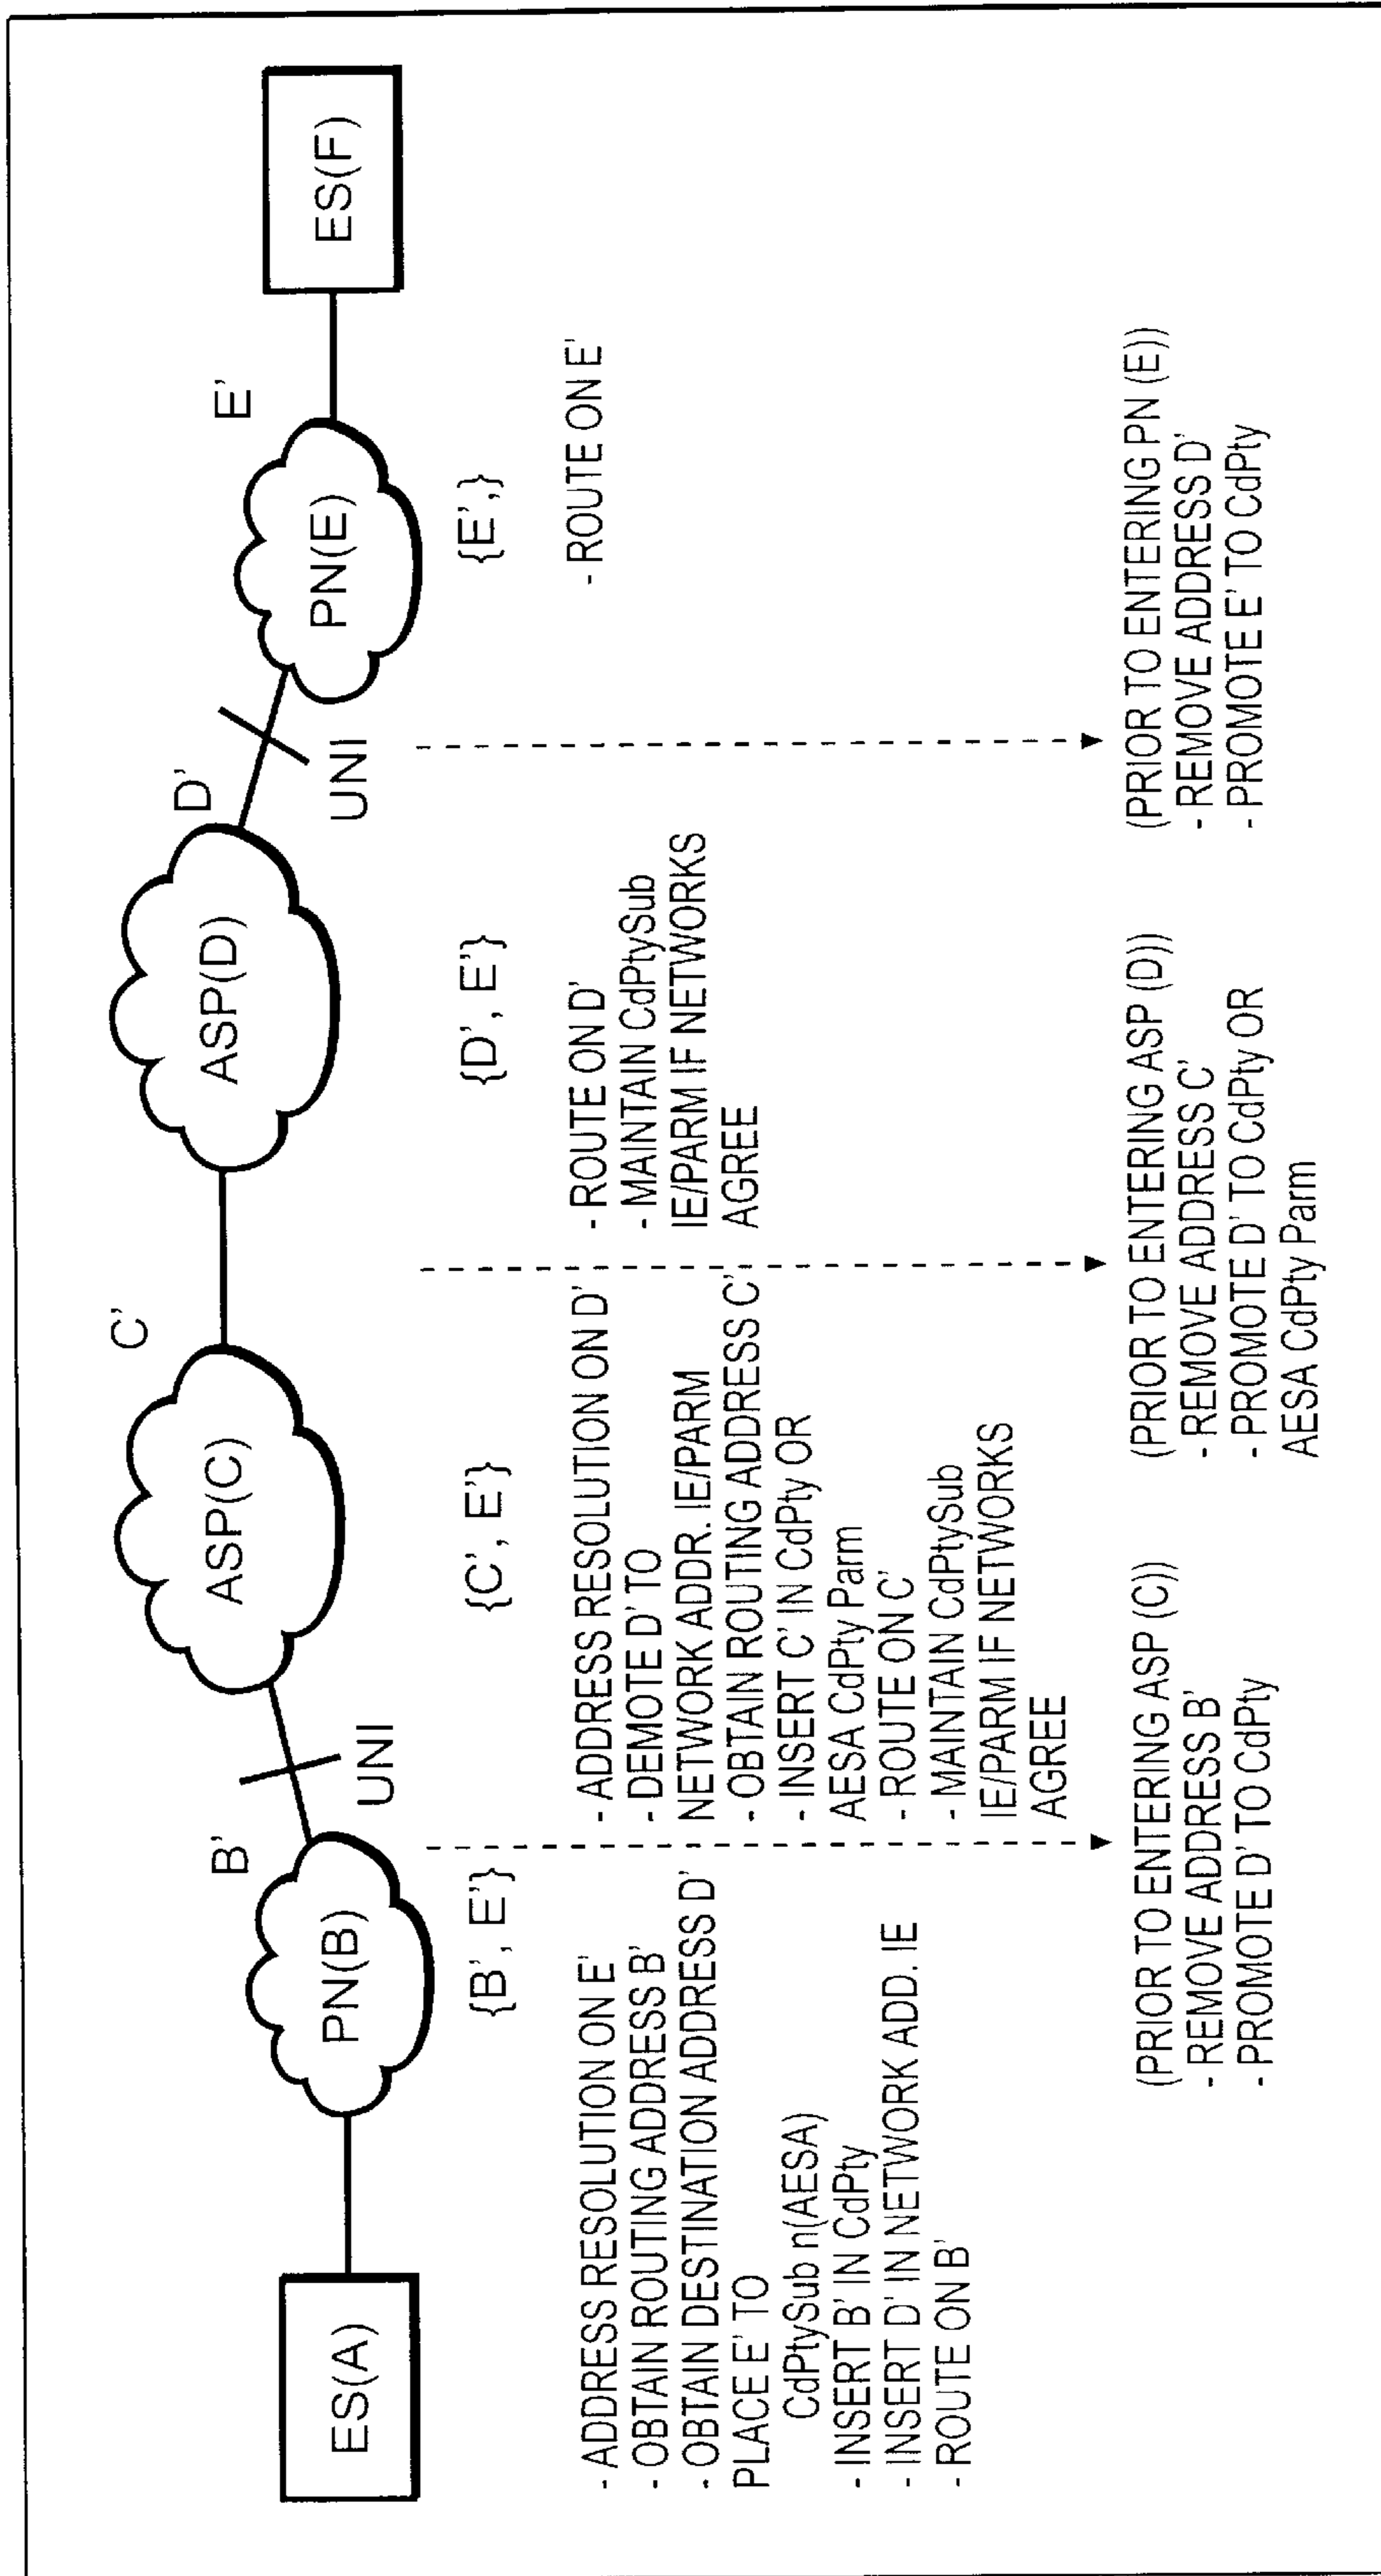 ES(A)
PN(B)
B'
UNI
ASP(C)
C'
ASP(D)
D'
UNI
PN(E)
E'
ES(F)
{B', E'}
{C', E'}
{D', E'}
{E',}
- ADDRESS RESOLUTION ON E'
- OBTAIN ROUTING ADDRESS B'
- OBTAIN DESTINATION ADDRESS D'
PLACE E' TO
CdPtySub n(AESA)
- INSERT B' IN CdPty
- INSERT D' IN NETWORK ADD. IE
- ROUTE ON B'
- ADDRESS RESOLUTION ON D'
- DEMOTE D' TO
NETWORK ADDR. IE/PARM
- OBTAIN ROUTING ADDRESS C'
- INSERT C' IN CdPty OR
AESA CdPty Parm
- ROUTE ON C'
- MAINTAIN CdPtySub
IE/PARM IF NETWORKS
AGREE
- ROUTE ON D'
- MAINTAIN CdPtySub
IE/PARM IF NETWORKS
AGREE
- ROUTE ON E'
(PRIOR TO ENTERING ASP (C))
- REMOVE ADDRESS B'
- PROMOTE D' TO CdPty
(PRIOR TO ENTERING ASP (D))
- REMOVE ADDRESS C'
- PROMOTE D' TO CdPty OR
AESA CdPty Parm
(PRIOR TO ENTERING PN (E))
- REMOVE ADDRESS D'
- PROMOTE E' TO CdPty